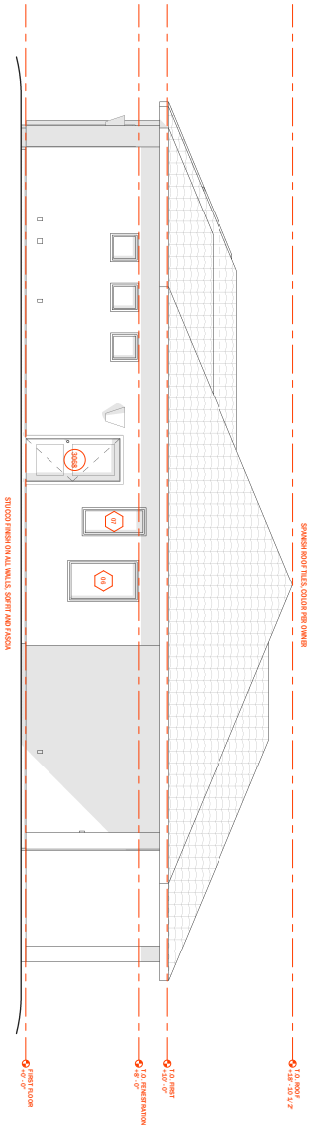 SPANISH ROOF TILES, COLOR PER OWNER
T.O. ROOF
+18' - 10 1/2"
T.O. FIRST
+10' - 0"
T.O. FENESTRATION
+8' - 0"
FIRST FLOOR
+0' - 0"
3068
07
08
STUCCO FINISH ON ALL WALLS, SOFFIT AND FASCIA